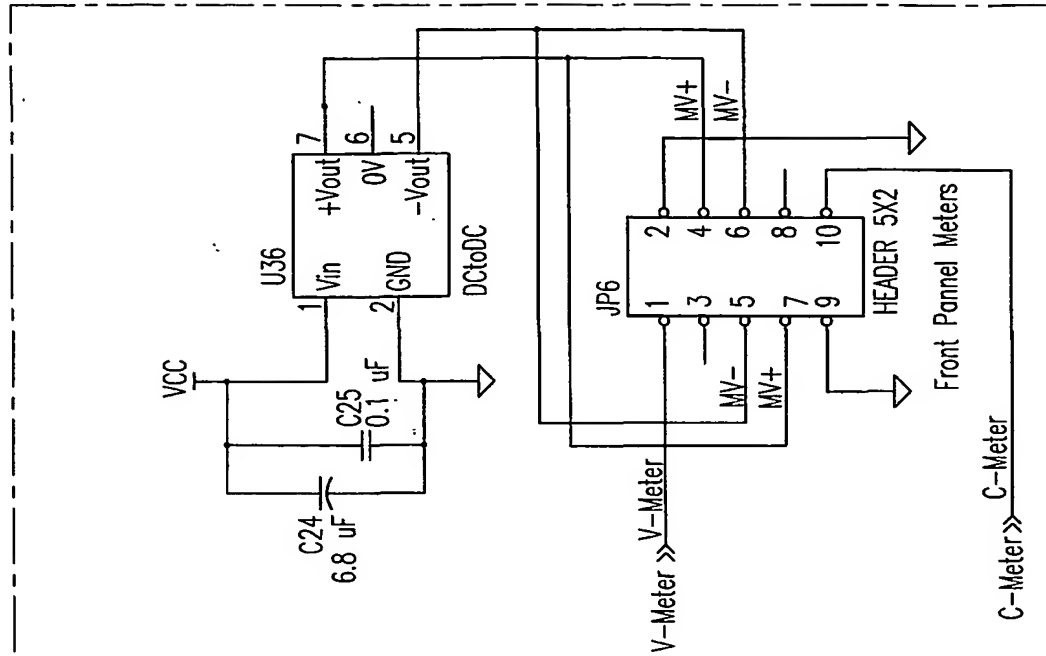 VCC
C24
6.8 uF
C25
0.1 uF
U36
1
Vin
+Vout
7
0V
6
2
GND
-Vout
5
DCtoDC
JP6
V-Meter
V-Meter
1
2
3
4
MV+
MV-
5
6
MV-
MV+
7
8
9
10
HEADER 5X2
Front Pannel Meters
C-Meter
C-Meter